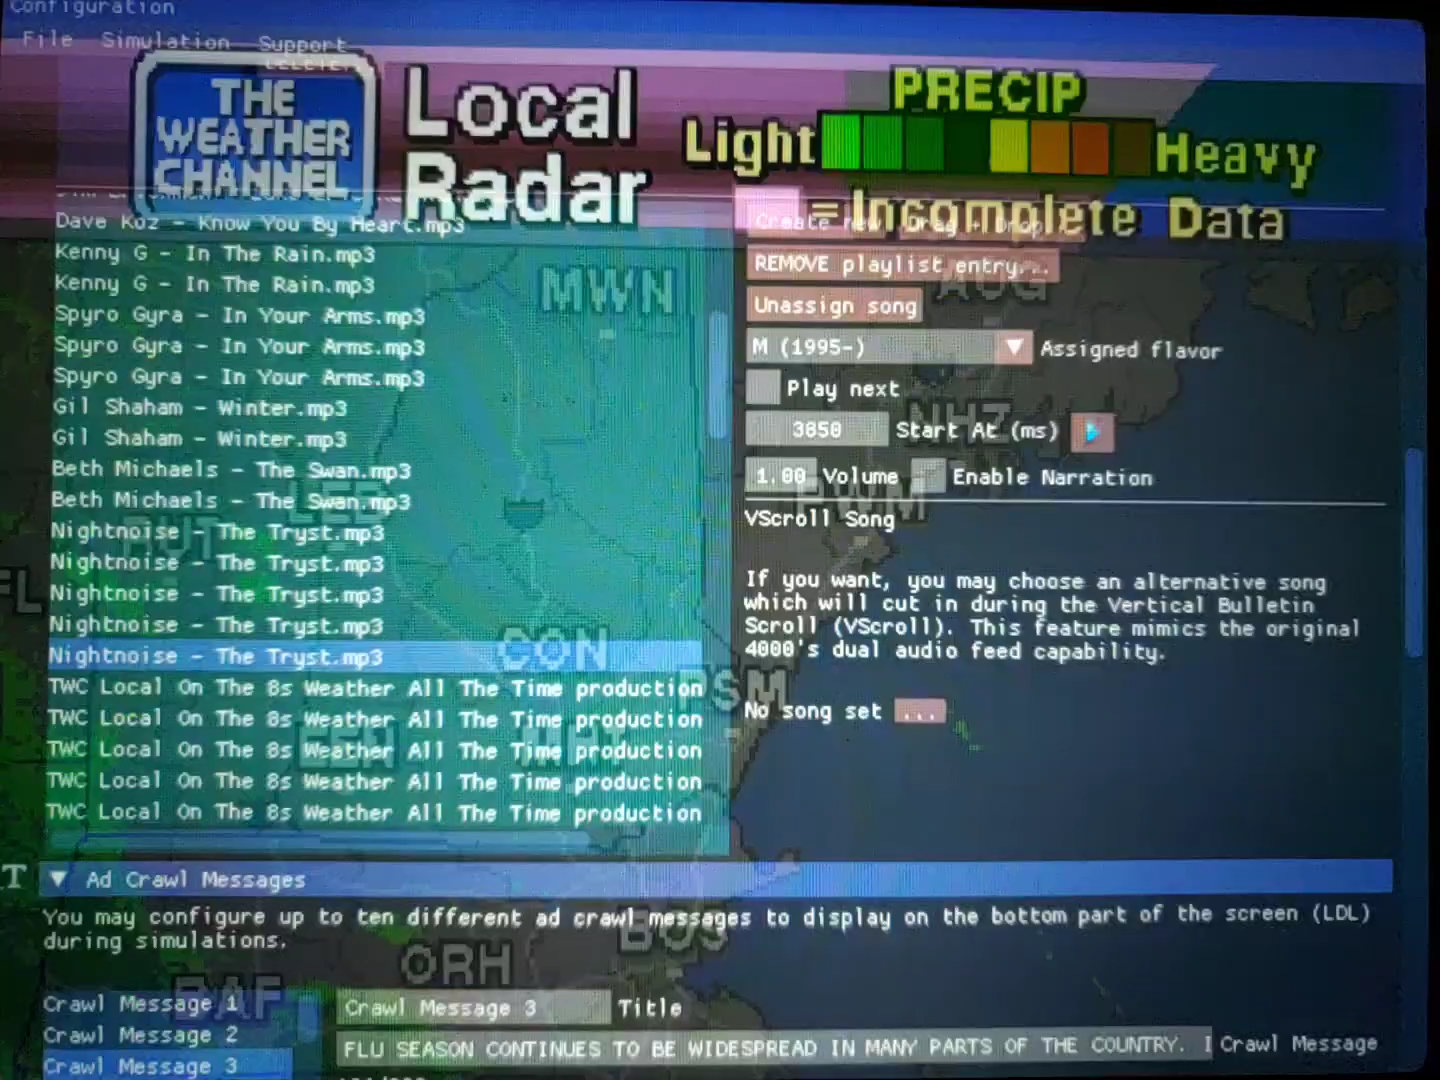 Configuration
File Simulation Support
THE
WEATHER
CHANNEL
Local
Radar
PRECIP
Light
Heavy
= Incomplete Data
Dave Koz - Know You By Heart.mp3
Kenny G - In The Rain.mp3
Kenny G - In The Rain.mp3
Spyro Gyra - In Your Arms.mp3
Spyro Gyra - In Your Arms.mp3
Spyro Gyra - In Your Arms.mp3
Gil Shaham - Winter.mp3
Gil Shaham - Winter.mp3
Beth Michaels - The Swan.mp3
Beth Michaels - The Swan.mp3
Nightnoise - The Tryst.mp3
Nightnoise - The Tryst.mp3
Nightnoise - The Tryst.mp3
Nightnoise - The Tryst.mp3
Nightnoise - The Tryst.mp3
TWC Local On The 8s Weather All The Time production
TWC Local On The 8s Weather All The Time production
TWC Local On The 8s Weather All The Time production
TWC Local On The 8s Weather All The Time production
TWC Local On The 8s Weather All The Time production
Create new Drag + Drop
REMOVE playlist entry...
Unassign song
M (1995-) Assigned flavor
Play next
3850 Start At (ms)
1.00 Volume Enable Narration
VScroll Song
If you want, you may choose an alternative song
which will cut in during the Vertical Bulletin
Scroll (VScroll). This feature mimics the original
4000's dual audio feed capability.
No song set ...
MWN
AUG
NHZ
PWM
CON
PSM
EEN
MHT
BOS
ORH
BAF
Ad Crawl Messages
You may configure up to ten different ad crawl messages to display on the bottom part of the screen (LDL)
during simulations.
Crawl Message 1
Crawl Message 2
Crawl Message 3
Crawl Message 3 Title
FLU SEASON CONTINUES TO BE WIDESPREAD IN MANY PARTS OF THE COUNTRY. I Crawl Message